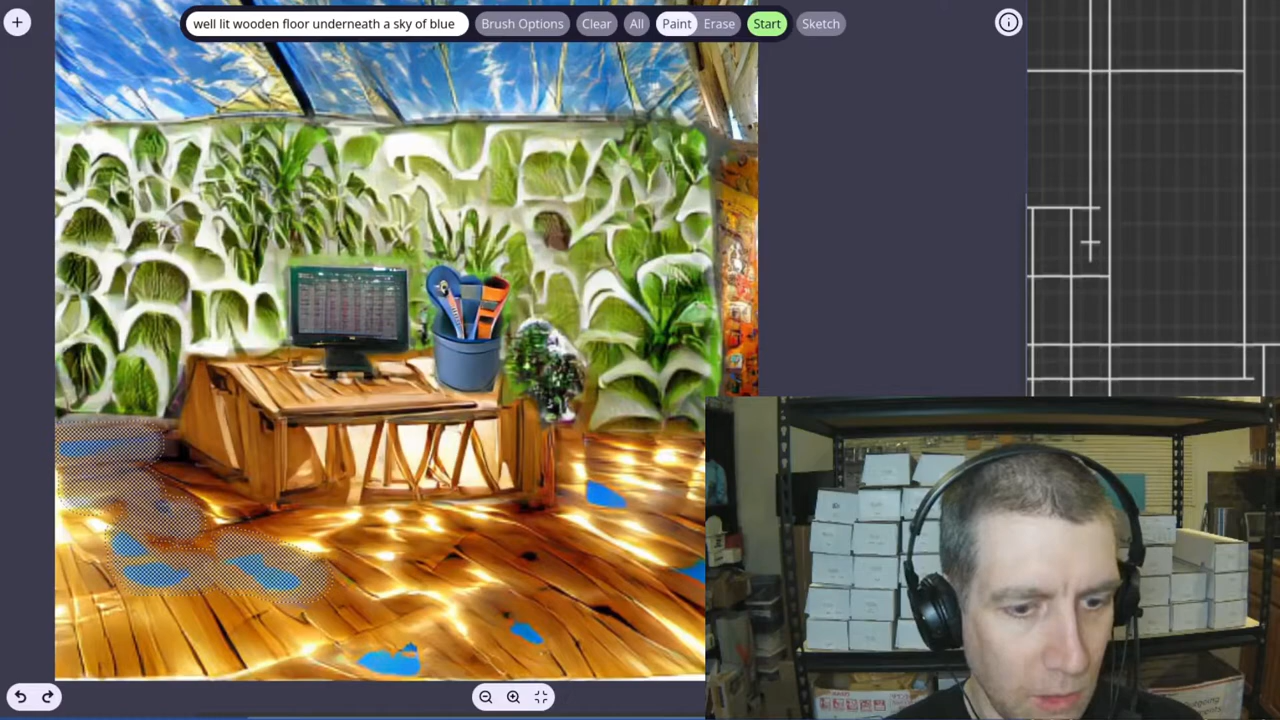 well lit wooden floor underneath a sky of blue
Brush Options
Clear
All
Paint
Erase
Start
Sketch